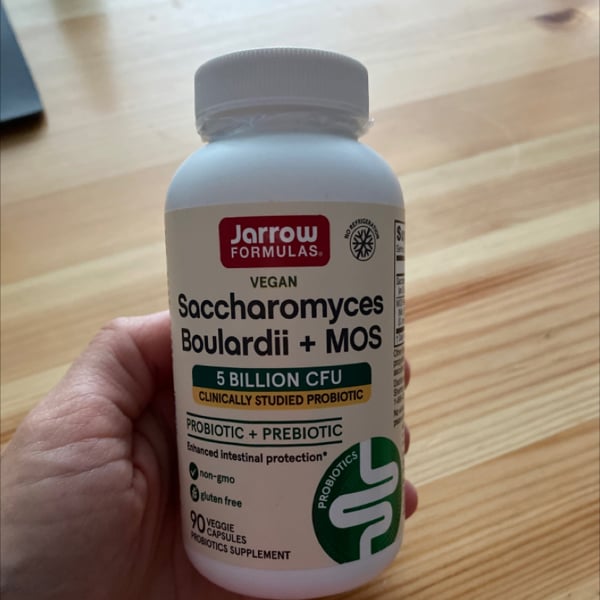 Jarrow
FORMULAS®
NO REFRIGERATION
VEGAN
Saccharomyces
Boulardii + MOS
5 BILLION CFU
CLINICALLY STUDIED PROBIOTIC
PROBIOTIC + PREBIOTIC
Enhanced intestinal protection*
non-gmo
gluten free
PROBIOTICS
90 VEGGIE
CAPSULES
PROBIOTICS SUPPLEMENT